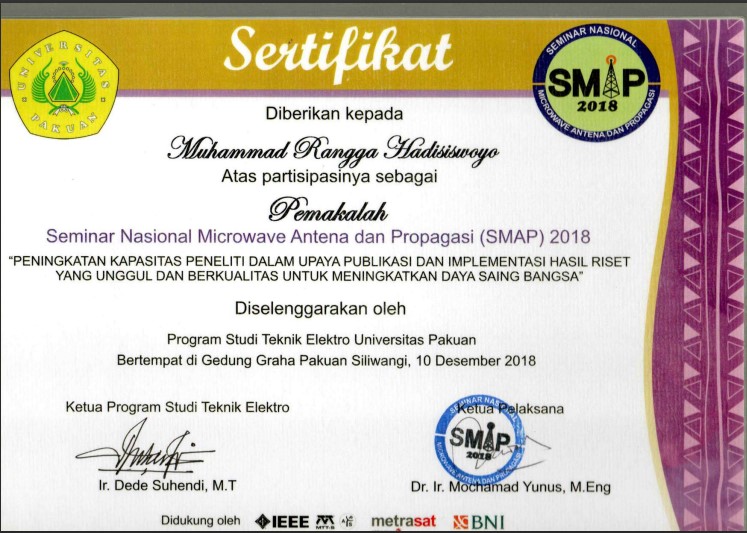 Sertifikat
UNIVERSITAS
PAKUAN
SEMINAR NASIONAL
SMAP
2018
MICROWAVE ANTENA DAN PROPAGASI
Diberikan kepada
Muhammad Rangga Hadisiswoyo
Atas partisipasinya sebagai
Pemakalah
Seminar Nasional Microwave Antena dan Propagasi (SMAP) 2018
“PENINGKATAN KAPASITAS PENELITI DALAM UPAYA PUBLIKASI DAN IMPLEMENTASI HASIL RISET
YANG UNGGUL DAN BERKUALITAS UNTUK MENINGKATKAN DAYA SAING BANGSA”
Diselenggarakan oleh
Program Studi Teknik Elektro Universitas Pakuan
Bertempat di Gedung Graha Pakuan Siliwangi, 10 Desember 2018
Ketua Program Studi Teknik Elektro
Ir. Dede Suhendi, M.T
Ketua Pelaksana
SEMINAR NASIONAL
SMAP
2018
MICROWAVE ANTENA DAN PROPAGASI
Dr. Ir. Mochamad Yunus, M.Eng
Didukung oleh IEEE MTT-S metrasat BNI